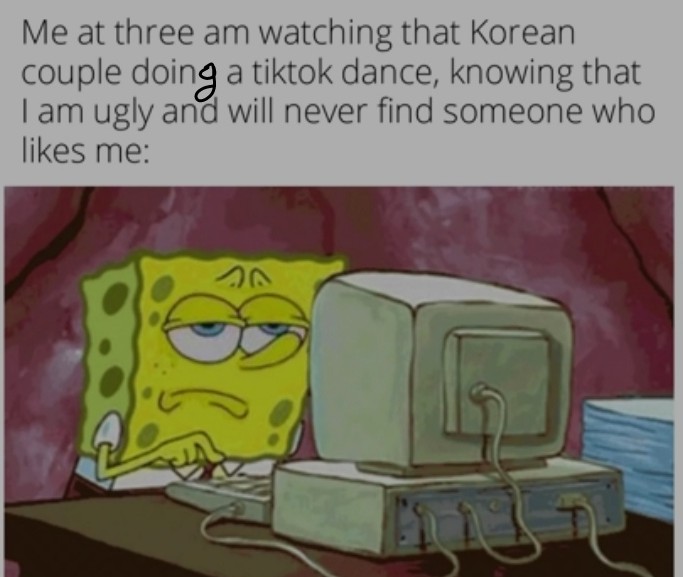 Me at three am watching that Korean
couple doing a tiktok dance, knowing that
I am ugly and will never find someone who
likes me: